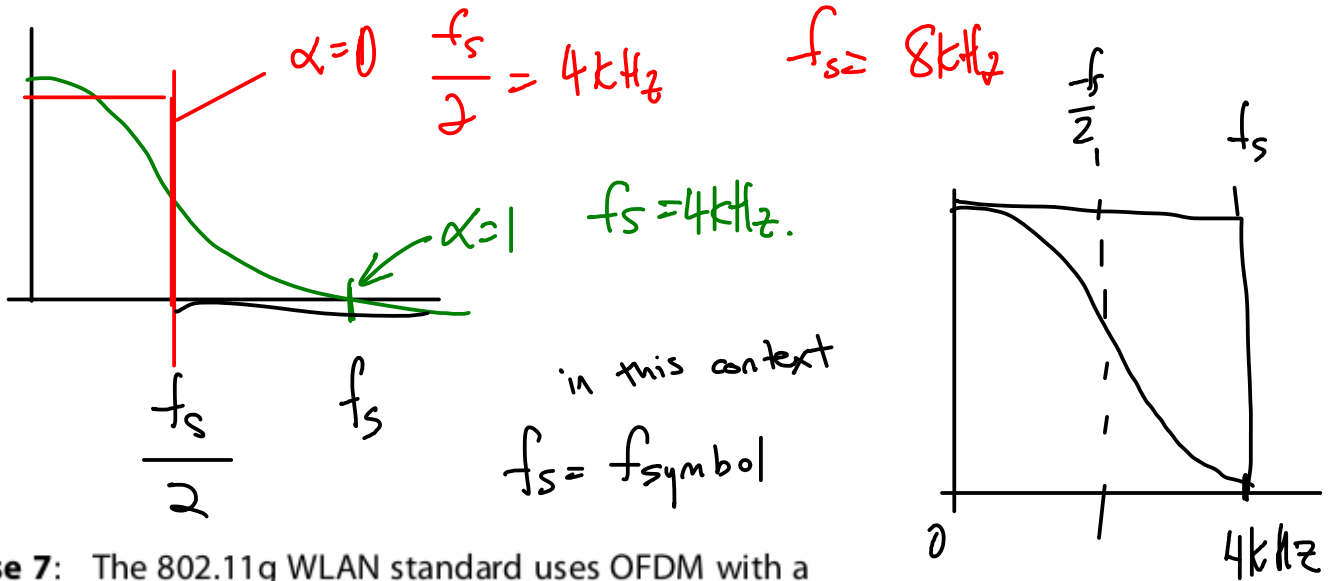 α=0 fs/2 = 4kHz
fs= 8kHz
α=1 fs=4kHz.
fs/2 fs
in this context
fs= fsymbol
f/2 fs
0 4kHz
se 7: The 802.11g WLAN standard uses OFDM with a